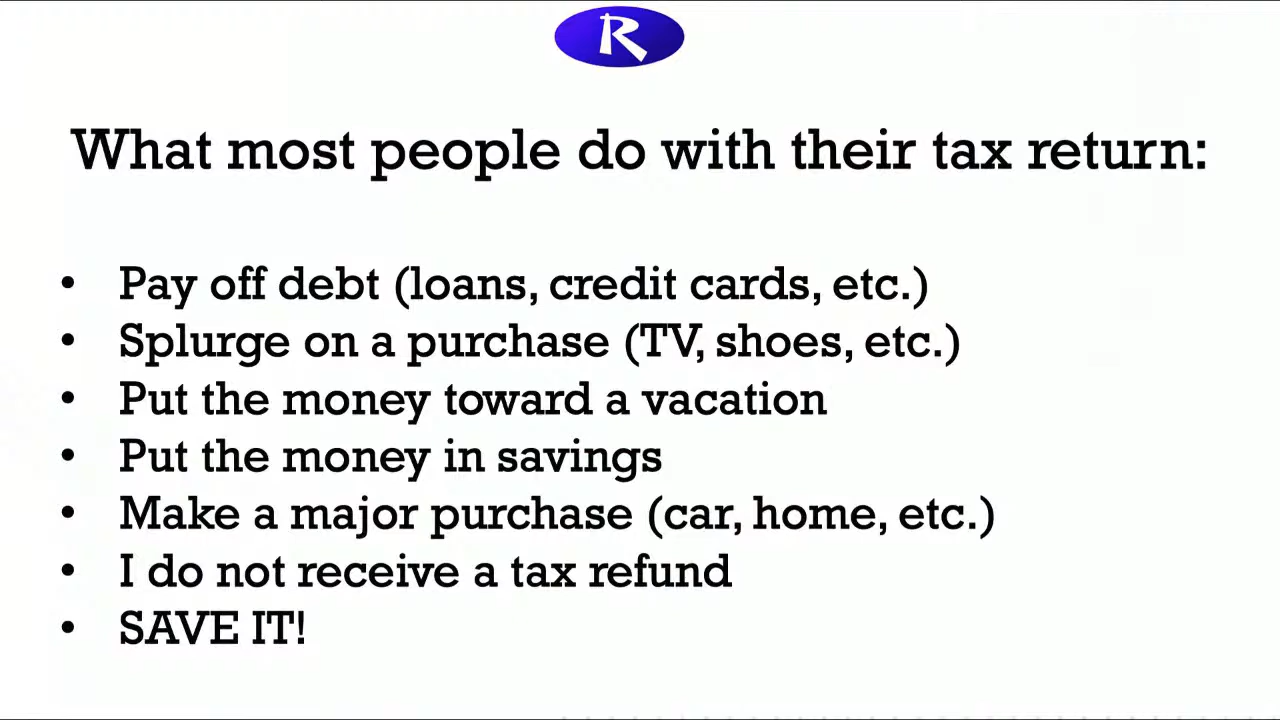 R
What most people do with their tax return:
• Pay off debt (loans, credit cards, etc.)
• Splurge on a purchase (TV, shoes, etc.)
• Put the money toward a vacation
• Put the money in savings
• Make a major purchase (car, home, etc.)
• I do not receive a tax refund
• SAVE IT!